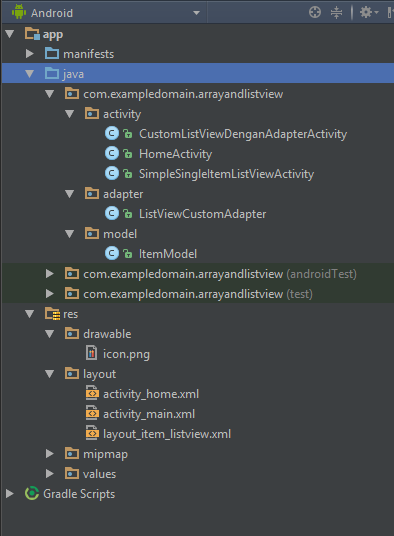 Android
app
manifests
java
com.exampledomain.arrayandlistview
activity
CustomListViewDenganAdapterActivity
HomeActivity
SimpleSingleItemListViewActivity
adapter
ListViewCustomAdapter
model
ItemModel
com.exampledomain.arrayandlistview (androidTest)
com.exampledomain.arrayandlistview (test)
res
drawable
icon.png
layout
activity_home.xml
activity_main.xml
layout_item_listview.xml
mipmap
values
Gradle Scripts